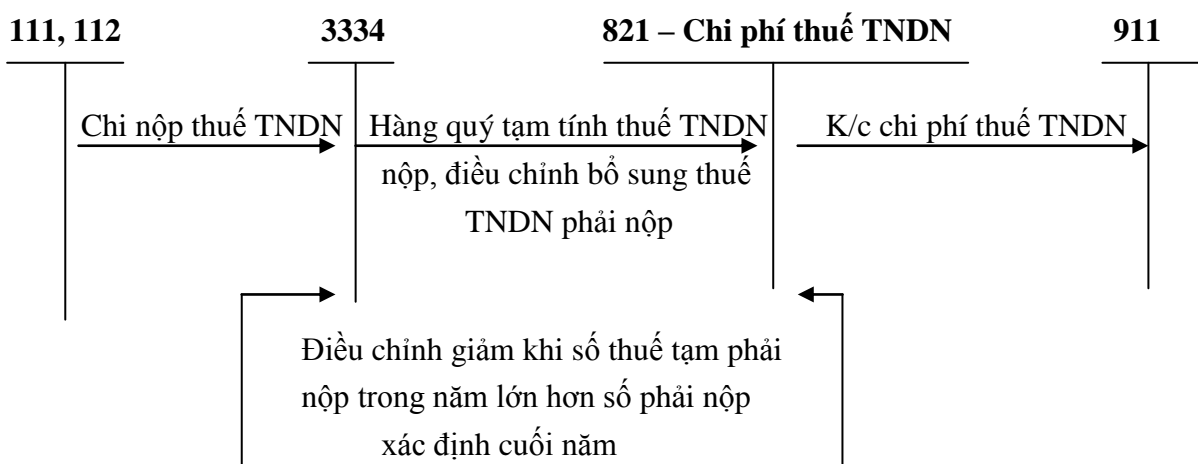 111, 112 3334 821 – Chi phí thuế TNDN 911
Chi nộp thuế TNDN Hàng quý tạm tính thuế TNDN K/c chi phí thuế TNDN
nộp, điều chỉnh bổ sung thuế
TNDN phải nộp
Điều chỉnh giảm khi số thuế tạm phải
nộp trong năm lớn hơn số phải nộp
xác định cuối năm